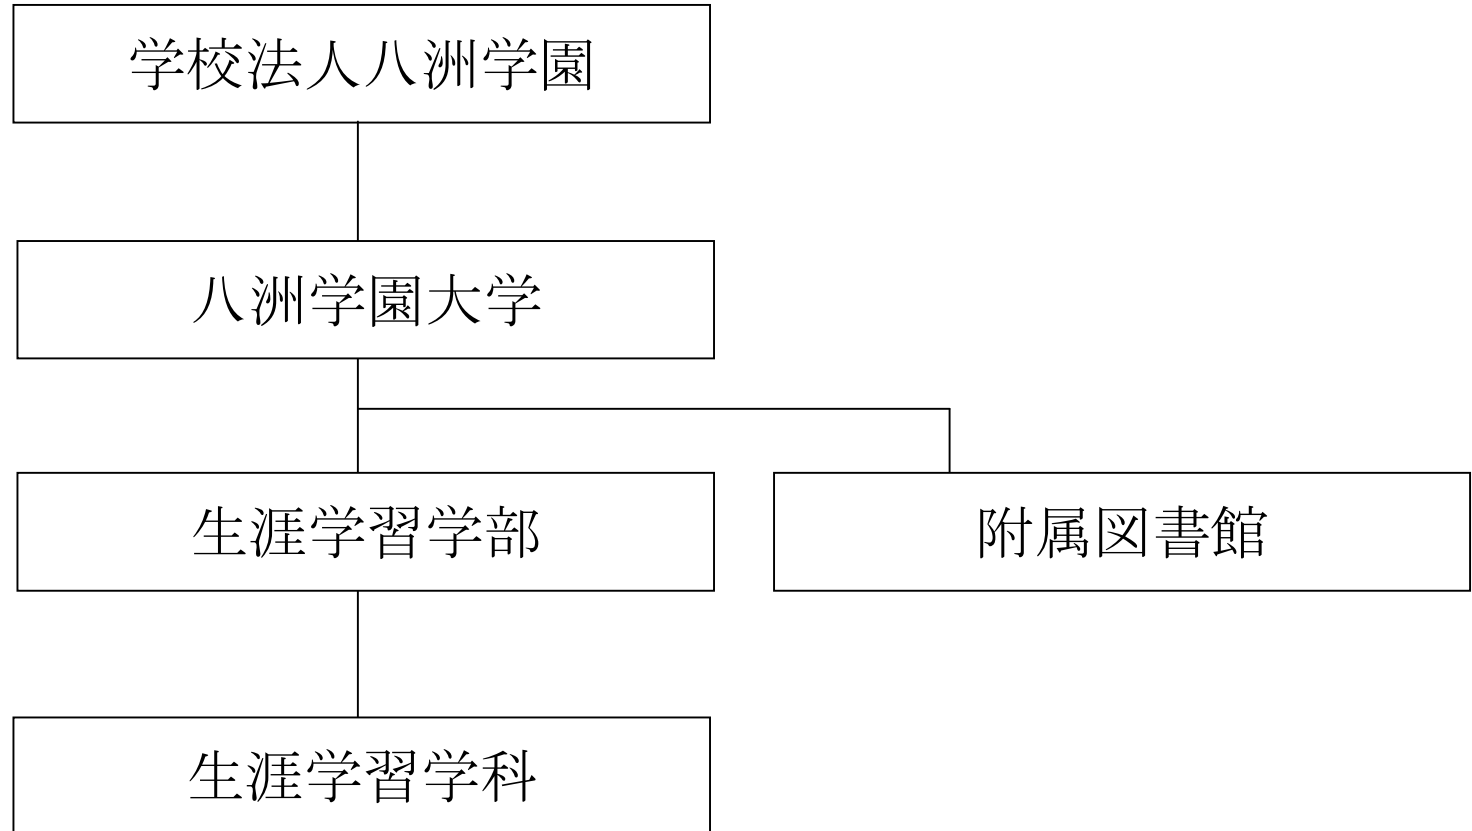 学校法人八洲学園
八洲学園大学
生涯学習学部
附属図書館
生涯学習学科